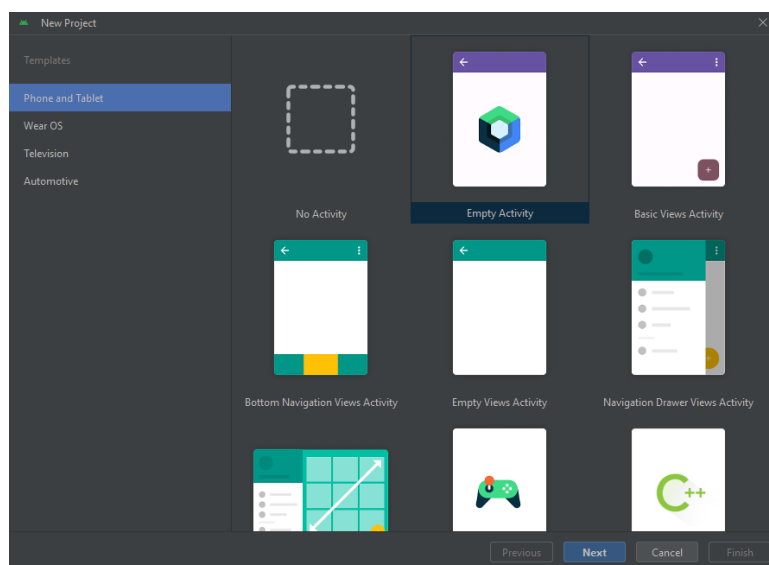 New Project
Templates
Phone and Tablet
Wear OS
Television
Automotive
No Activity
Empty Activity
Basic Views Activity
Bottom Navigation Views Activity
Empty Views Activity
Navigation Drawer Views Activity
C++
Previous
Next
Cancel
Finish